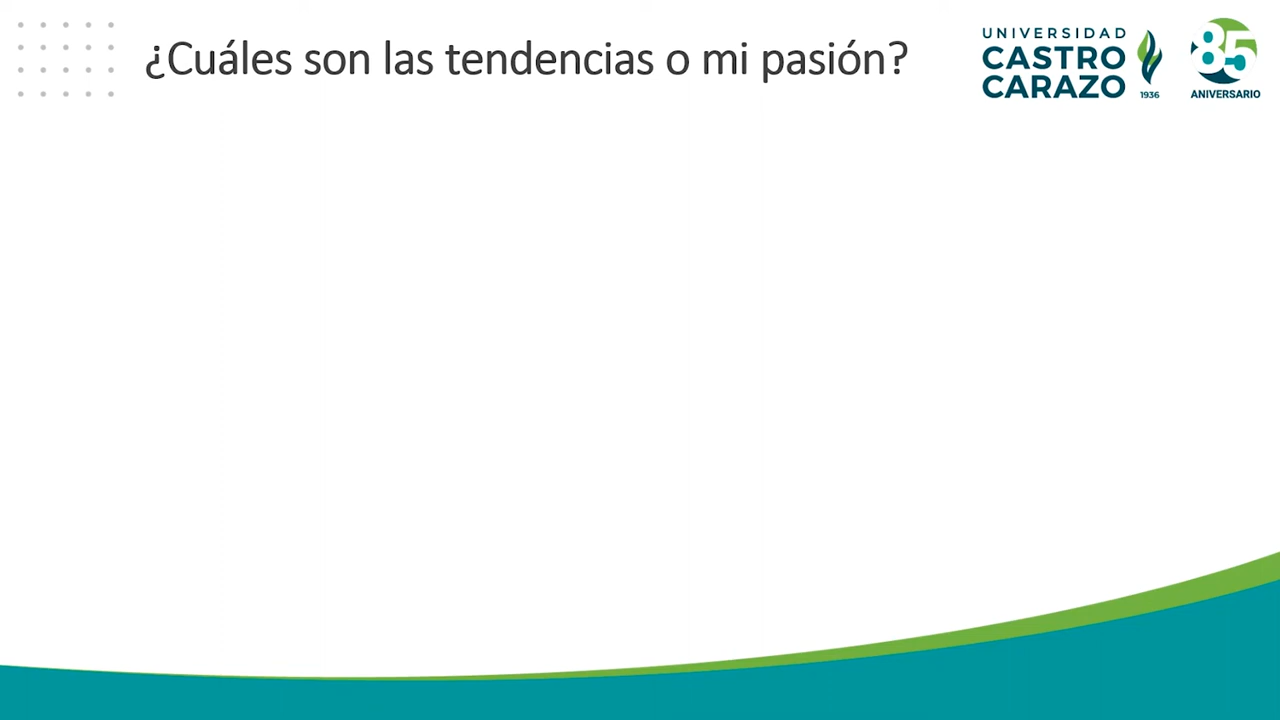 ¿Cuáles son las tendencias o mi pasión?
UNIVERSIDAD
CASTRO
CARAZO
1936
85
ANIVERSARIO